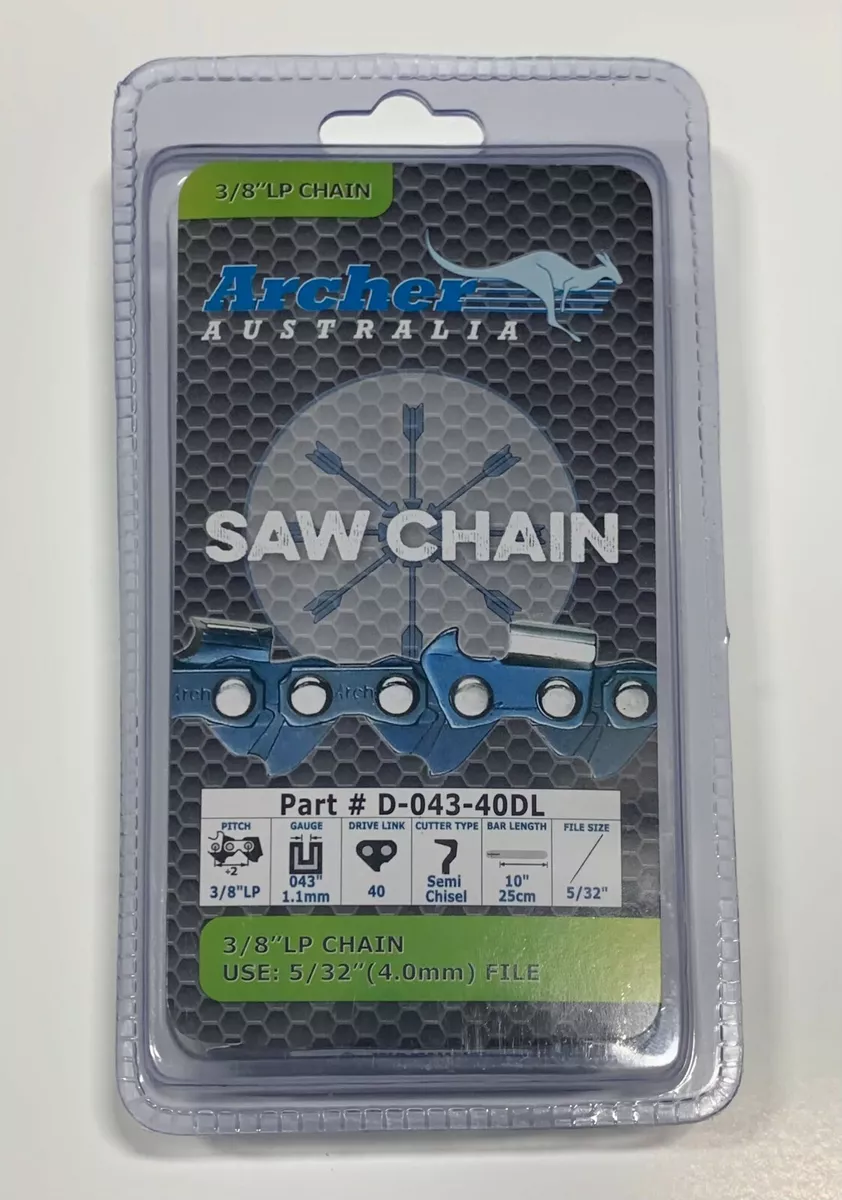 3/8"LP CHAIN
Archer
AUSTRALIA
SAW CHAIN
Arch Arch
Part # D-043-40DL
PITCH GAUGE DRIVE LINK CUTTER TYPE BAR LENGTH FILE SIZE
÷2
3/8"LP 043" 1.1mm 40 Semi Chisel 10" 25cm 5/32"
3/8"LP CHAIN
USE: 5/32"(4.0mm) FILE